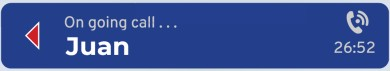 On going call . . .
Juan
26:52